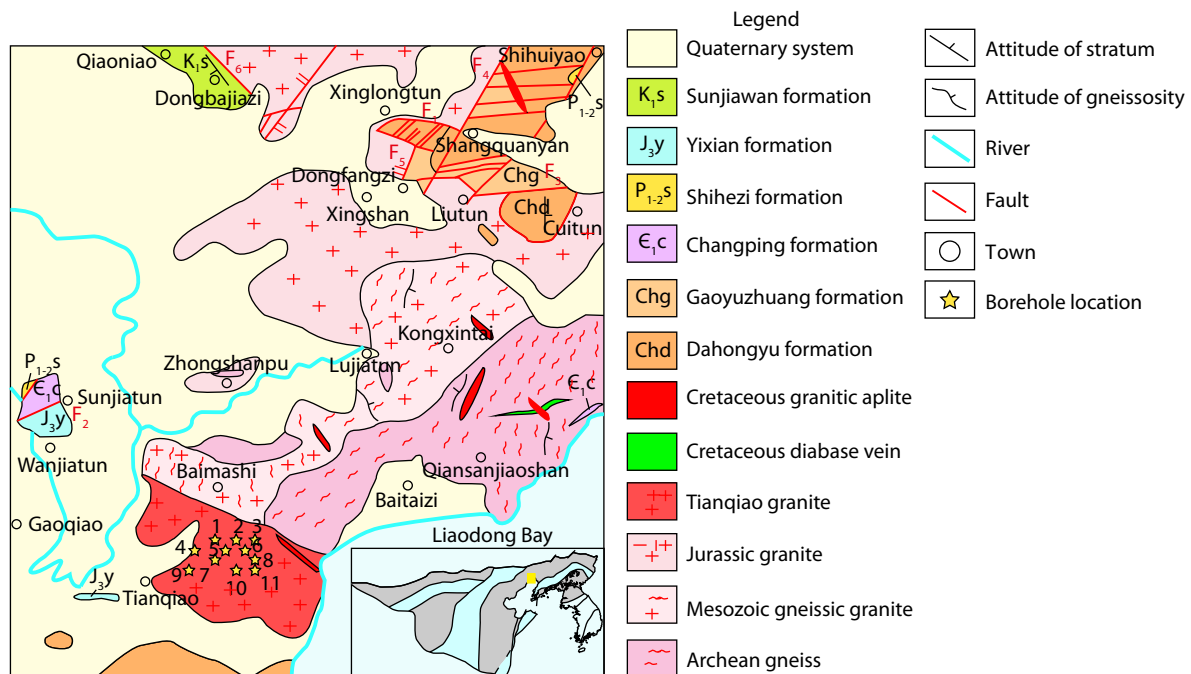 Legend
Quaternary system
K₁s Sunjiawan formation
J₃y Yixian formation
P₁₋₂s Shihezi formation
Є₁c Changping formation
Chg Gaoyuzhuang formation
Chd Dahongyu formation
Cretaceous granitic aplite
Cretaceous diabase vein
Tianqiao granite
Jurassic granite
Mesozoic gneissic granite
Archean gneiss
Attitude of stratum
Attitude of gneissosity
River
Fault
Town
Borehole location
Qiaoniao
K₁s
F₆
Dongbajiazi
Xinglongtun
F₄
Shihuiyao
P₁₋₂s
Shangquanyan
F₅
Dongfangzi
Chg
F₃
Xingshan
Liutun
Chd
Cuitun
Kongxintai
Zhongshanpu
Lujiatun
P₁₋₂s
Є₁c
Sunjiatun
J₃y
F₂
Wanjiatun
Є₁c
Baimashi
Qiansanjiaoshan
Baitaizi
Gaoqiao
Liaodong Bay
1
2
3
4
5
6
7
8
9
10
11
J₃y
Tianqiao